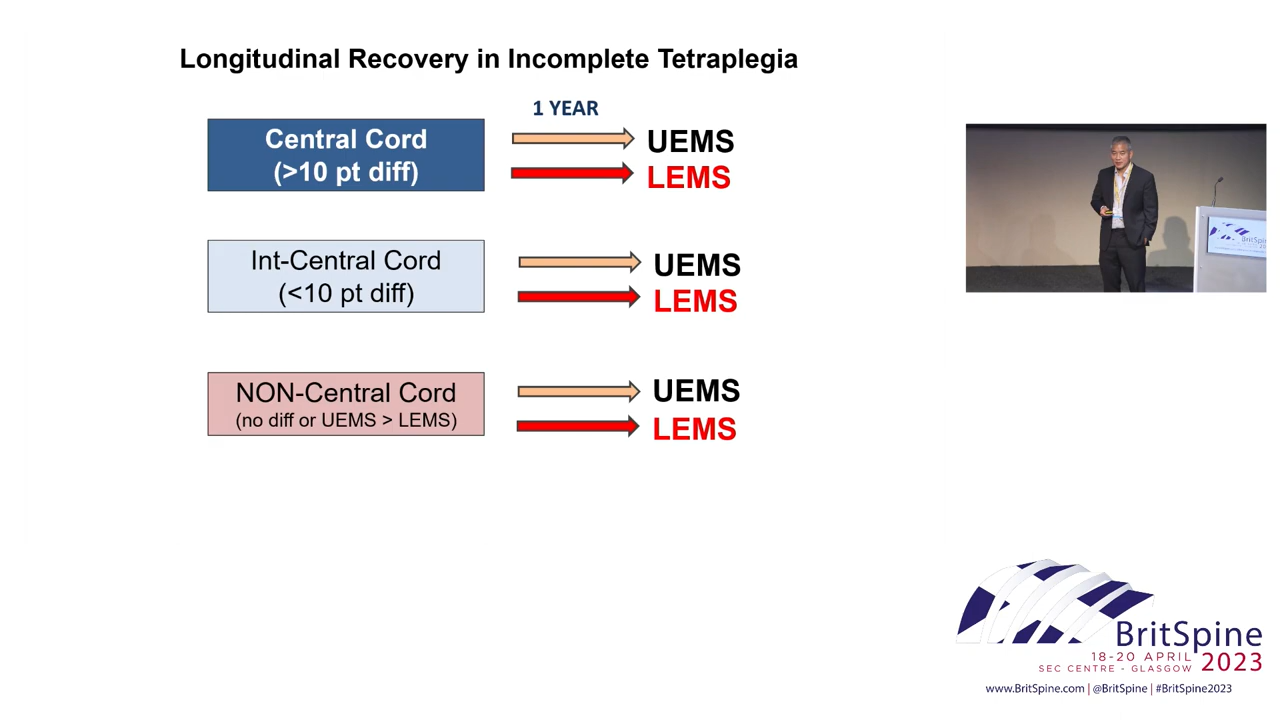 Longitudinal Recovery in Incomplete Tetraplegia
1 YEAR
Central Cord
(>10 pt diff)
UEMS
LEMS
Int-Central Cord
(<10 pt diff)
UEMS
LEMS
NON-Central Cord
(no diff or UEMS > LEMS)
UEMS
LEMS
BritSpine
18-20 APRIL
SEC CENTRE - GLASGOW
2023
www.BritSpine.com | @BritSpine | #BritSpine2023